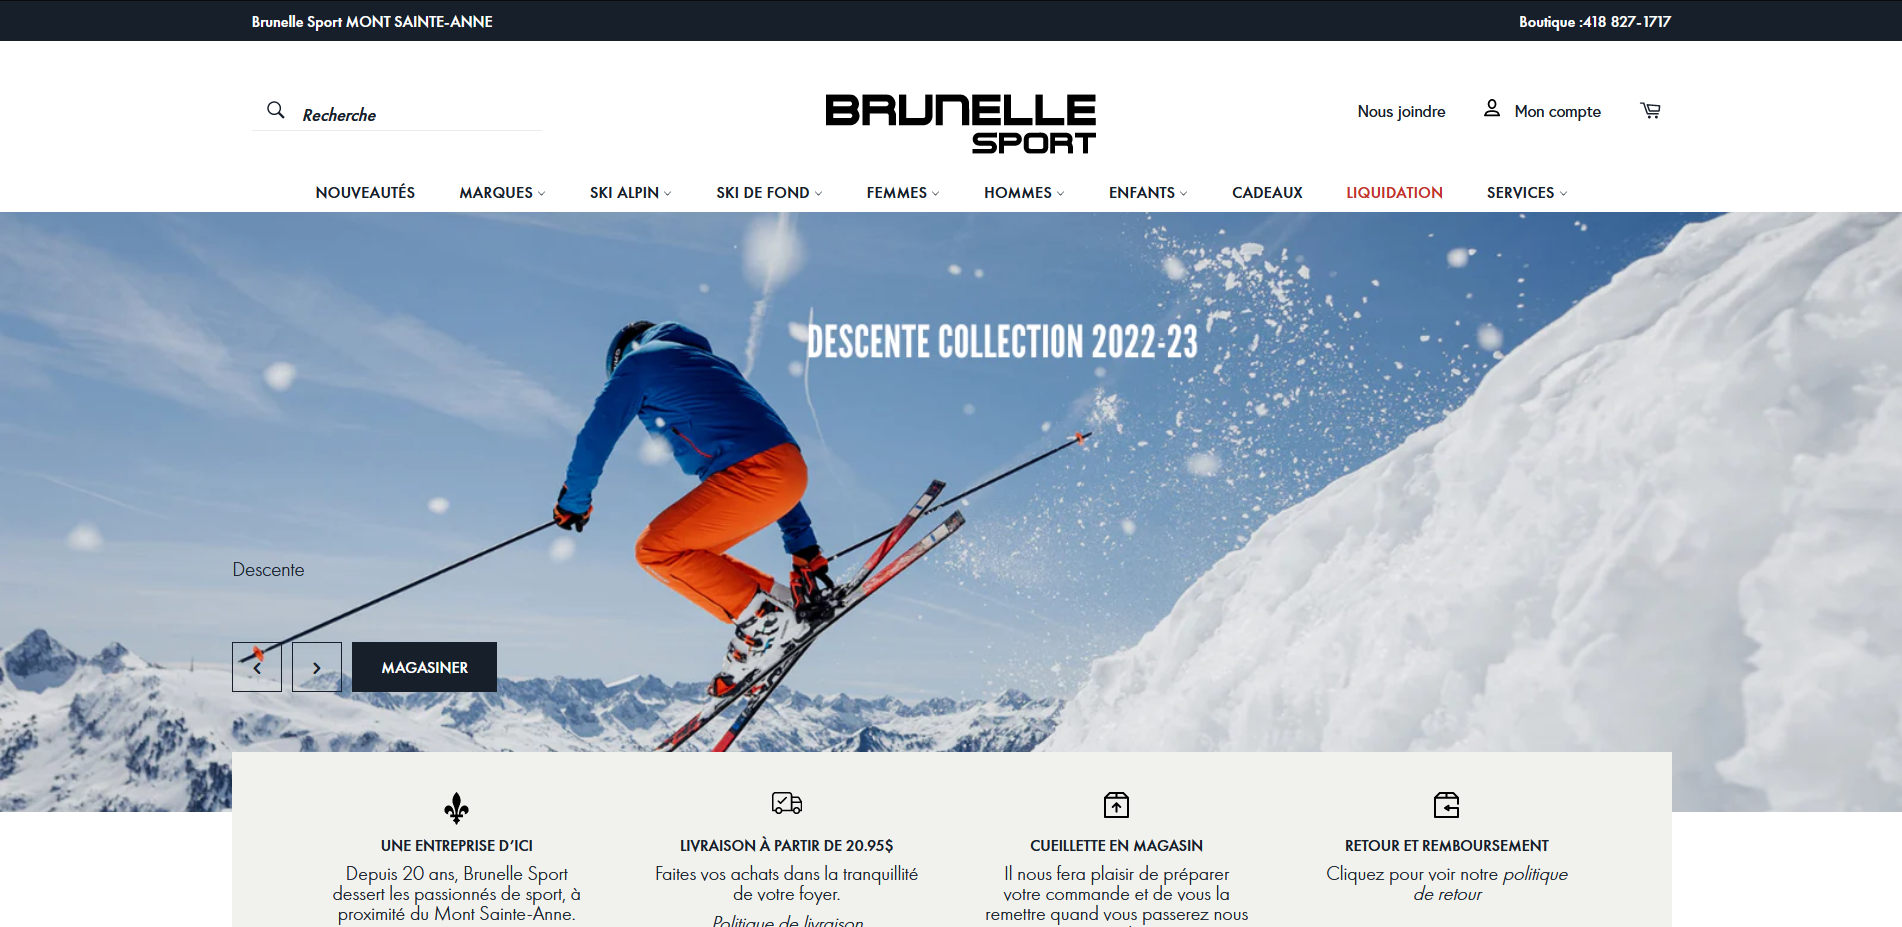 Brunelle Sport MONT SAINTE-ANNE
Boutique :418 827-1717
Recherche
BRUNELLE
SPORT
Nous joindre
Mon compte
NOUVEAUTÉS
MARQUES
SKI ALPIN
SKI DE FOND
FEMMES
HOMMES
ENFANTS
CADEAUX
LIQUIDATION
SERVICES
DESCENTE COLLECTION 2022-23
Descente
MAGASINER
UNE ENTREPRISE D’ICI
Depuis 20 ans, Brunelle Sport
dessert les passionnés de sport, à
proximité du Mont Sainte-Anne.
LIVRAISON À PARTIR DE 20.95$
Faites vos achats dans la tranquillité
de votre foyer.
Politique de livraison
CUEILLETTE EN MAGASIN
Il nous fera plaisir de préparer
votre commande et de vous la
remettre quand vous passerez nous
RETOUR ET REMBOURSEMENT
Cliquez pour voir notre politique
de retour